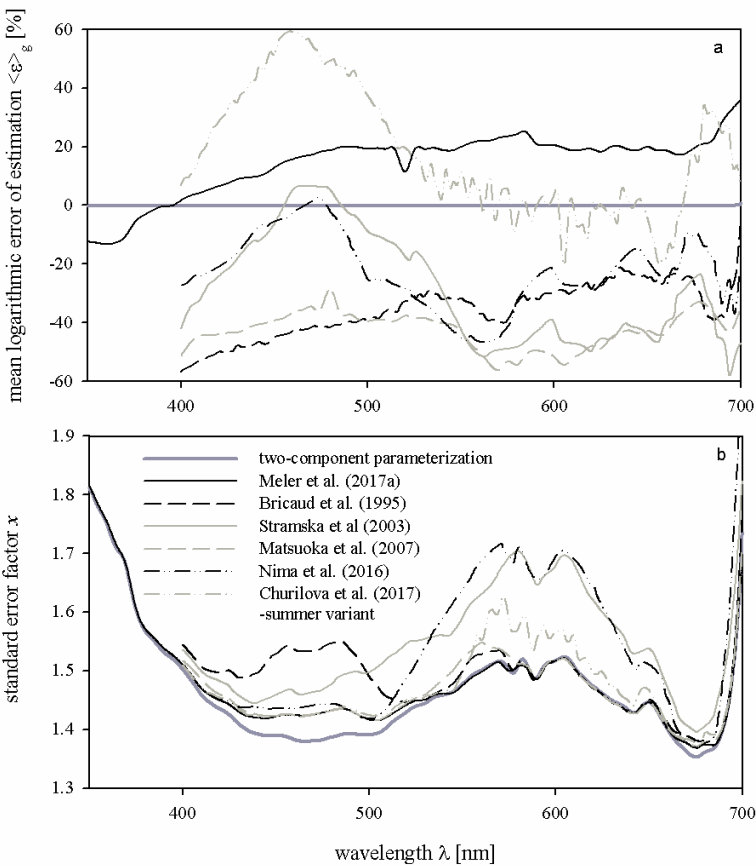 mean logarithmic error of estimation <ε>g [%]
a
60
40
20
0
-20
-40
-60
400
500
600
700
standard error factor x
b
1.9
1.8
1.7
1.6
1.5
1.4
1.3
two-component parameterization
Meler et al. (2017a)
Bricaud et al. (1995)
Stramska et al (2003)
Matsuoka et al. (2007)
Nima et al. (2016)
Churilova et al. (2017)
-summer variant
400
500
600
700
wavelength λ [nm]